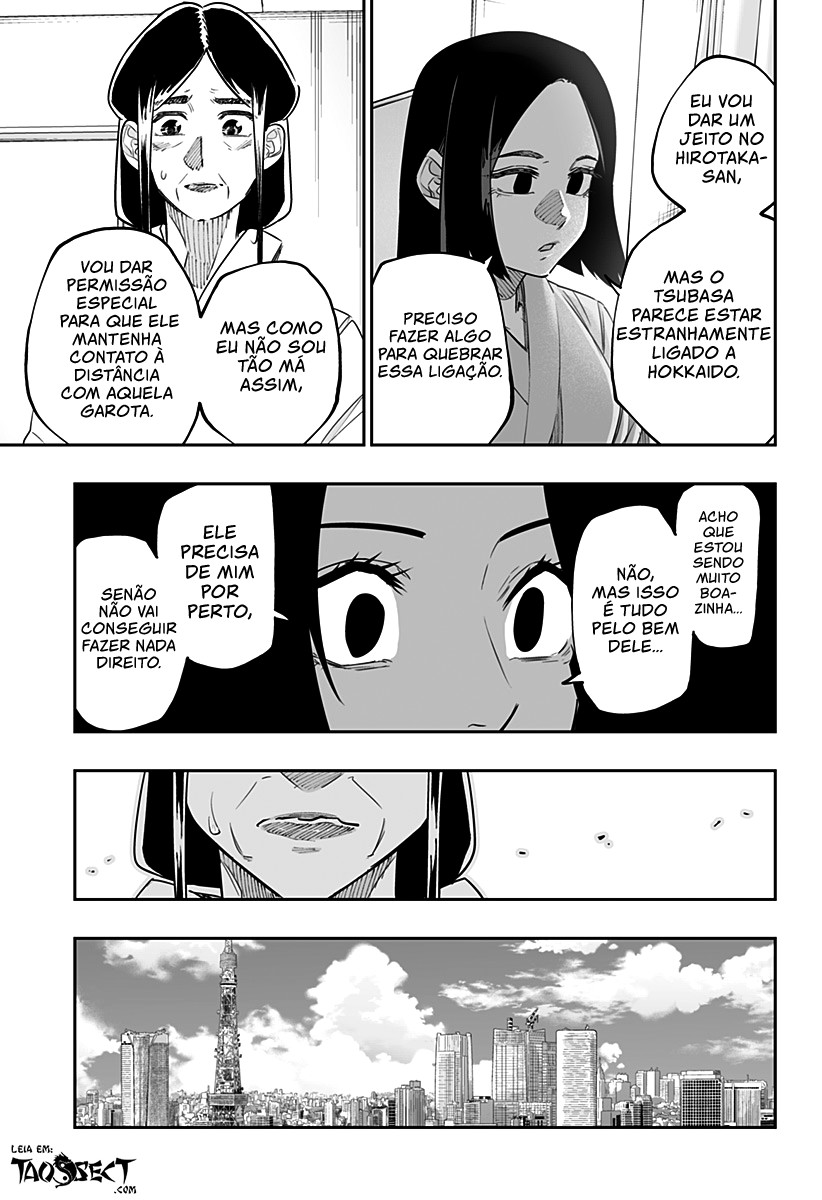 EU VOU
DAR UM
JEITO NO
HIROTAKA-
SAN,
MAS O
TSUBASA
PARECE ESTAR
ESTRANHAMENTE
LIGADO A
HOKKAIDO.
PRECISO
FAZER ALGO
PARA QUEBRAR
ESSA LIGAÇÃO.
MAS COMO
EU NÃO SOU
TÃO MÁ
ASSIM,
VOU DAR
PERMISSÃO
ESPECIAL
PARA QUE ELE
MANTENHA
CONTATO À
DISTÂNCIA
COM AQUELA
GAROTA.
ACHO
QUE
ESTOU
SENDO
MUITO
BOA-
ZINHA...
NÃO,
MAS ISSO
É TUDO
PELO BEM
DELE...
ELE
PRECISA
DE MIM
POR
PERTO,
SENÃO
NÃO VAI
CONSEGUIR
FAZER NADA
DIREITO.
LEIA EM:
TAOSECT
.COM